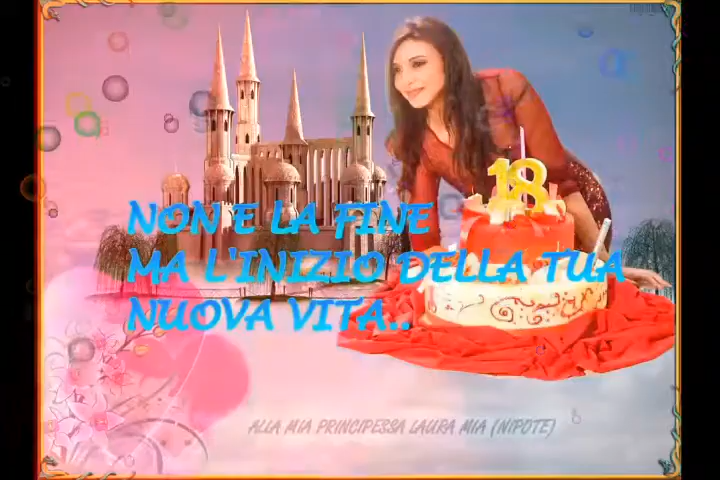 18
NON E LA FINE
MA L'INIZIO DELLA TUA
NUOVA VITA..
ALLA MIA PRINCIPESSA LAURA MIA (NIPOTE)